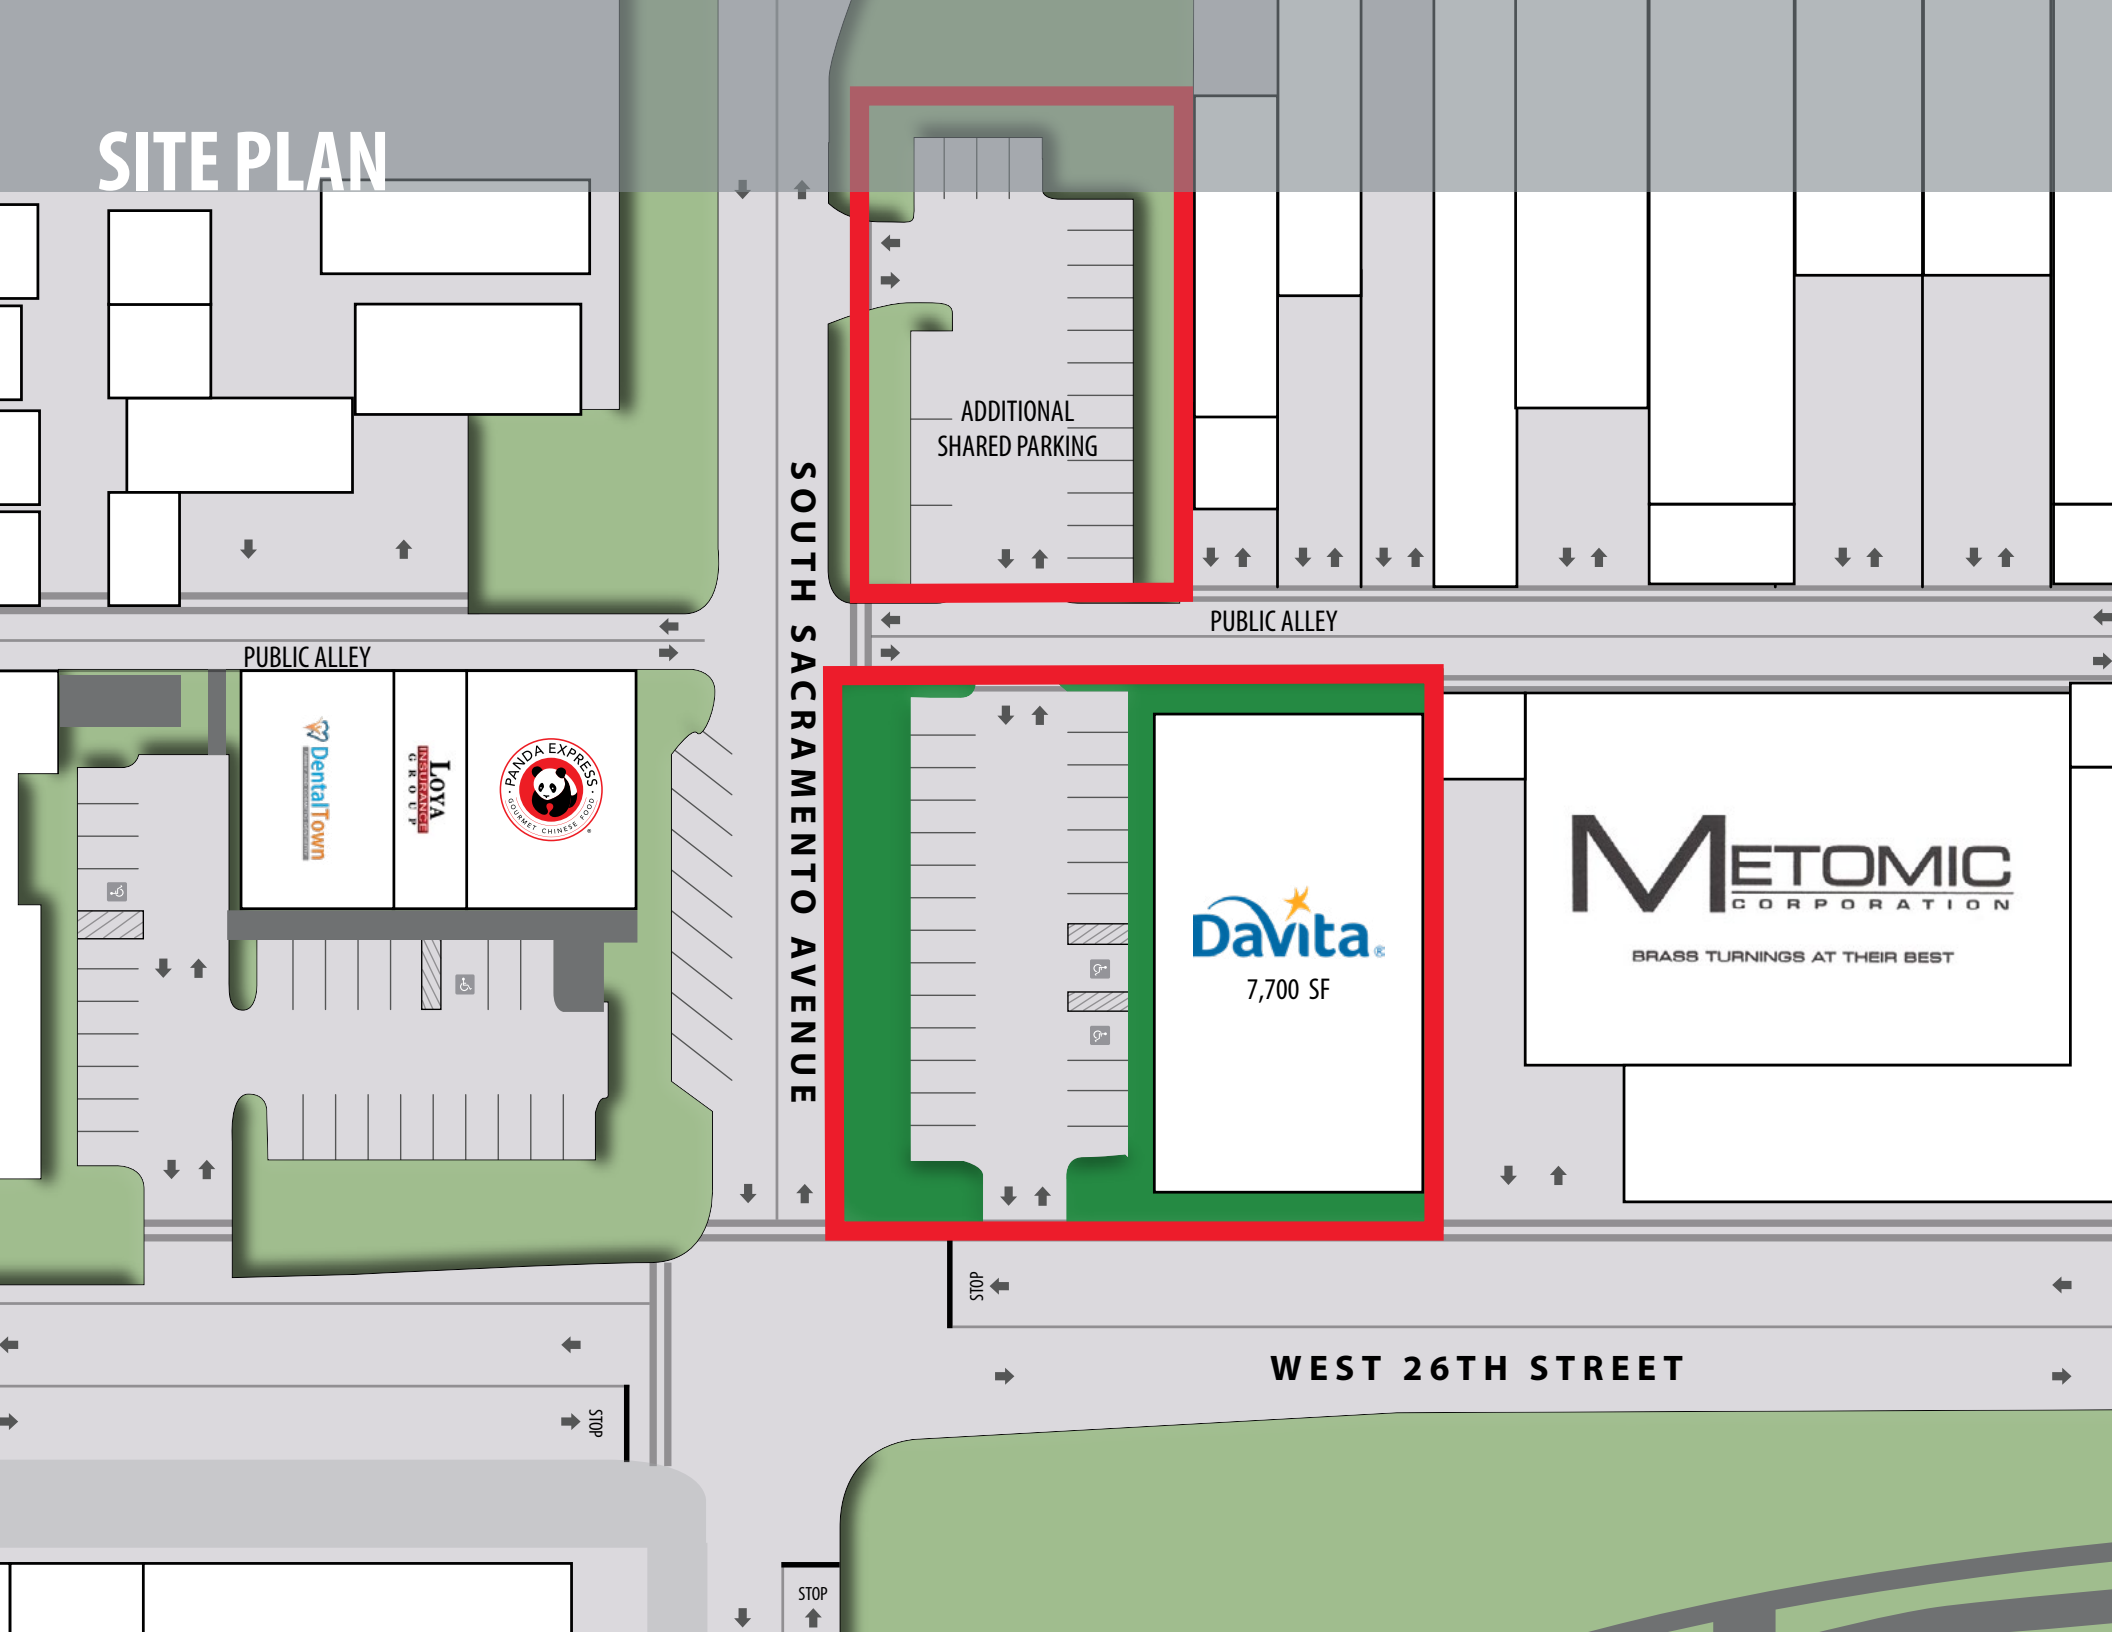 SITE PLAN
ADDITIONAL
SHARED PARKING
SOUTH SACRAMENTO AVENUE
PUBLIC ALLEY
PUBLIC ALLEY
DentalTown
LOYA
INSURANCE
GROUP
PANDA EXPRESS
GOURMET CHINESE FOOD
®
DaVita®
7,700 SF
METOMIC
CORPORATION
BRASS TURNINGS AT THEIR BEST
STOP
WEST 26TH STREET
STOP
STOP